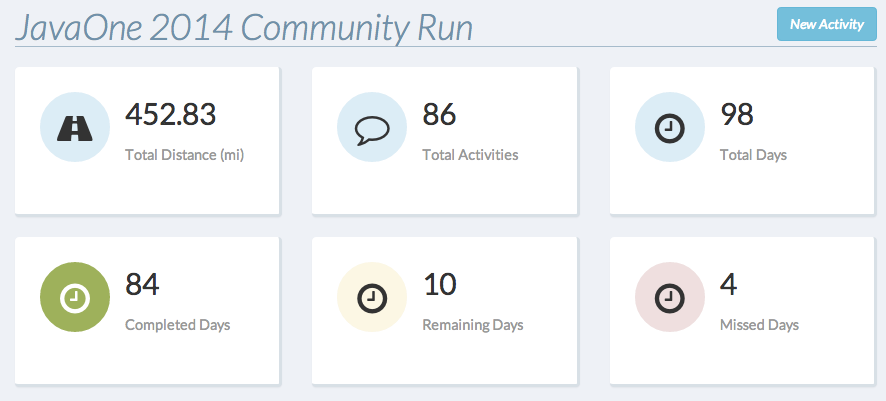 JavaOne 2014 Community Run
New Activity
452.83
Total Distance (mi)
86
Total Activities
98
Total Days
84
Completed Days
10
Remaining Days
4
Missed Days